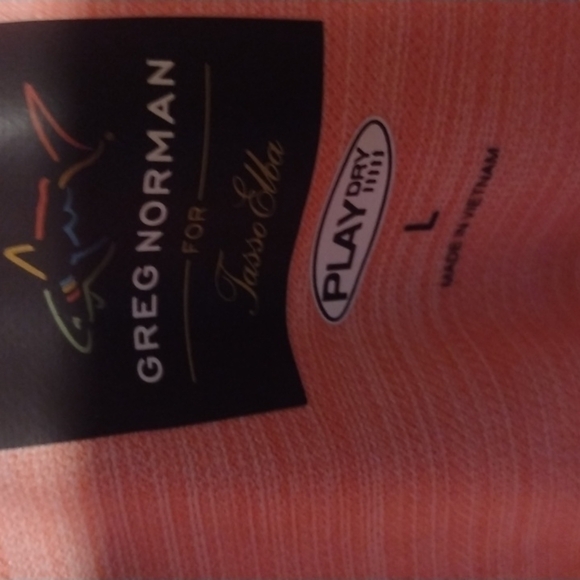 GREG NORMAN
FOR
Tasso Elba
PLAY DRY
L
MADE IN VIETNAM